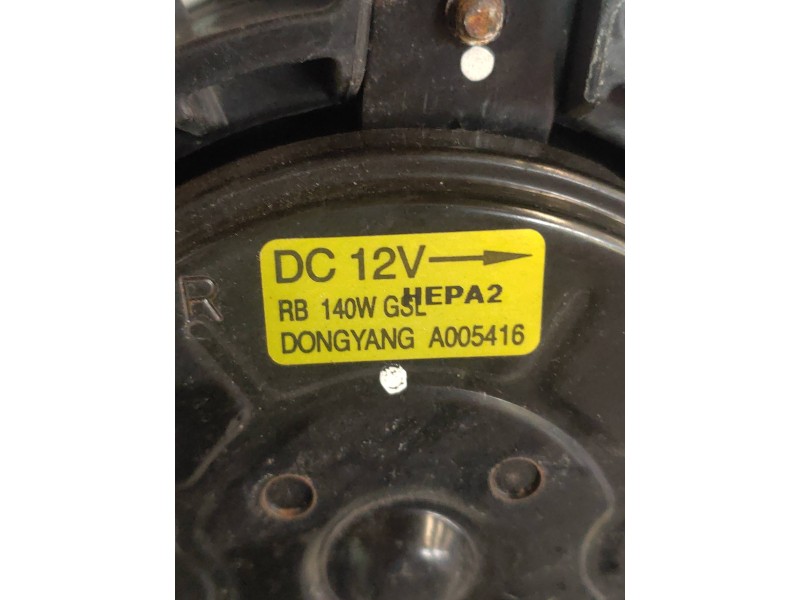 DC 12V
RB 140W GSL HEPA2
DONGYANG A005416
R